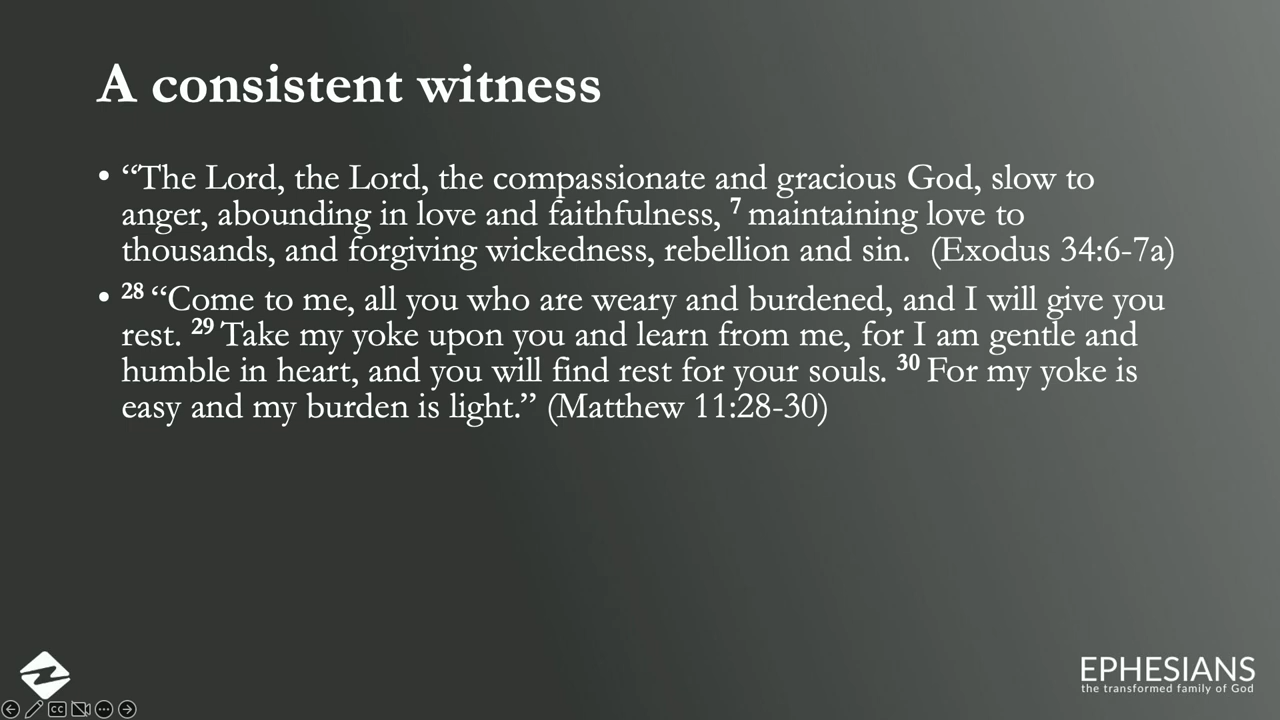 A consistent witness
• “The Lord, the Lord, the compassionate and gracious God, slow to
anger, abounding in love and faithfulness, 7 maintaining love to
thousands, and forgiving wickedness, rebellion and sin.  (Exodus 34:6-7a)
• 28 “Come to me, all you who are weary and burdened, and I will give you
rest. 29 Take my yoke upon you and learn from me, for I am gentle and
humble in heart, and you will find rest for your souls. 30 For my yoke is
easy and my burden is light.” (Matthew 11:28-30)
EPHESIANS
the transformed family of God
CC